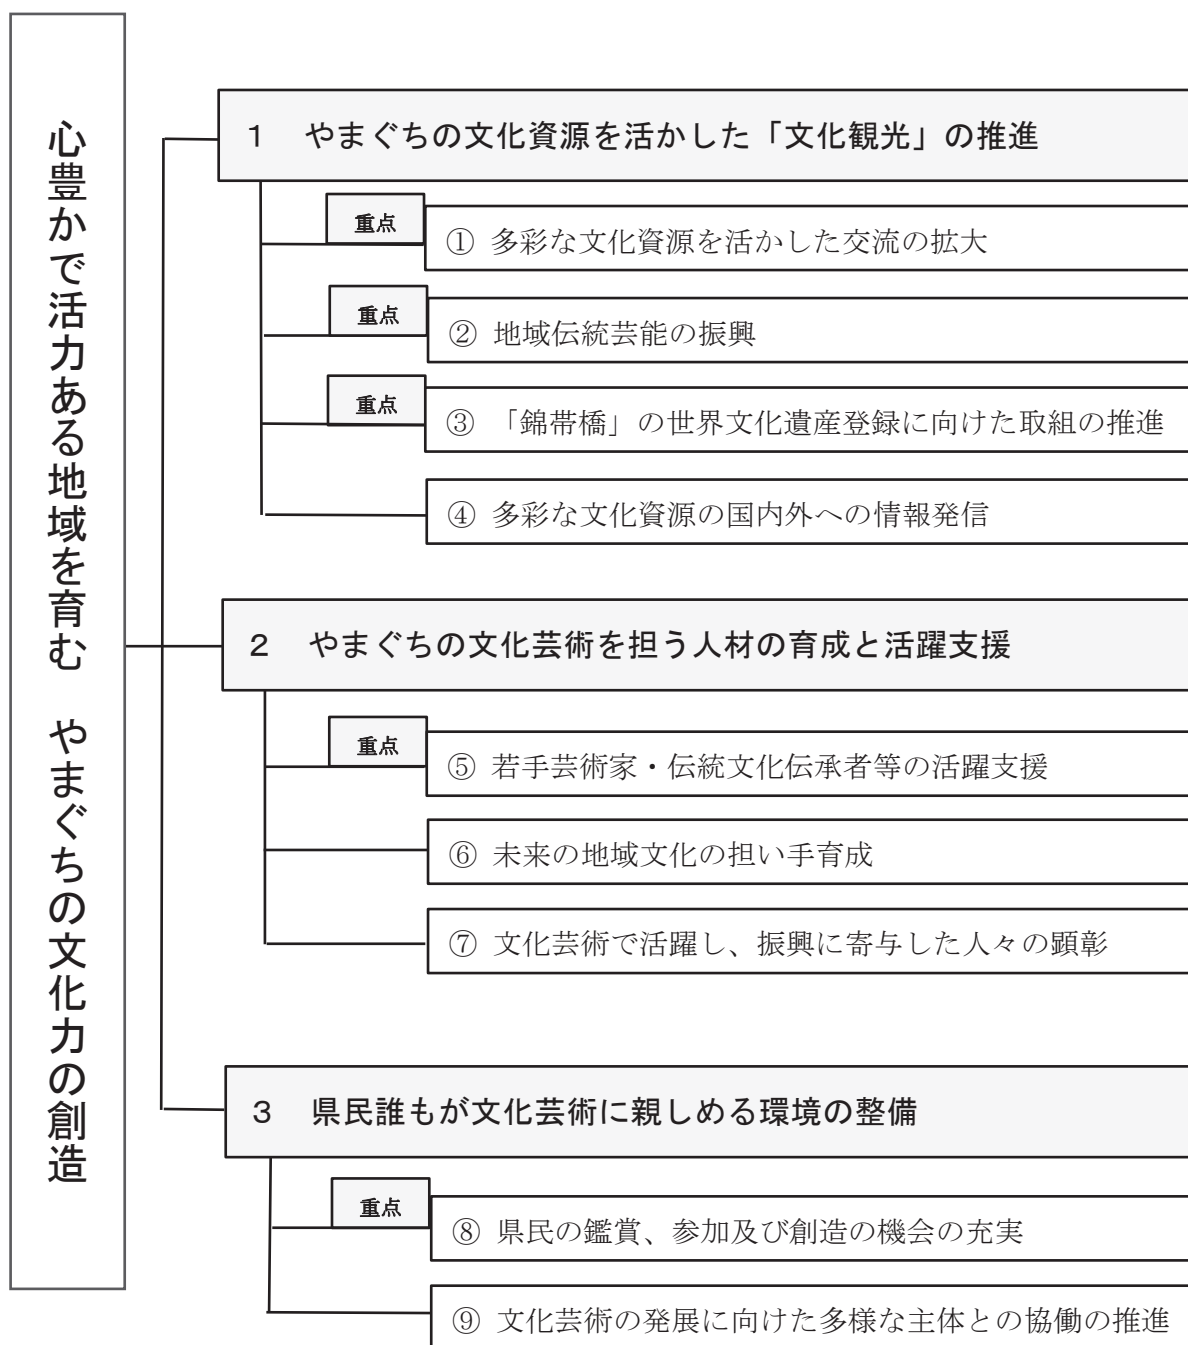 心豊かで活力ある地域を育む　やまぐちの文化力の創造
１　やまぐちの文化資源を活かした「文化観光」の推進
重点
① 多彩な文化資源を活かした交流の拡大
重点
② 地域伝統芸能の振興
重点
③ 「錦帯橋」の世界文化遺産登録に向けた取組の推進
④ 多彩な文化資源の国内外への情報発信
２　やまぐちの文化芸術を担う人材の育成と活躍支援
重点
⑤ 若手芸術家・伝統文化伝承者等の活躍支援
⑥ 未来の地域文化の担い手育成
⑦ 文化芸術で活躍し、振興に寄与した人々の顕彰
３　県民誰もが文化芸術に親しめる環境の整備
重点
⑧ 県民の鑑賞、参加及び創造の機会の充実
⑨ 文化芸術の発展に向けた多様な主体との協働の推進